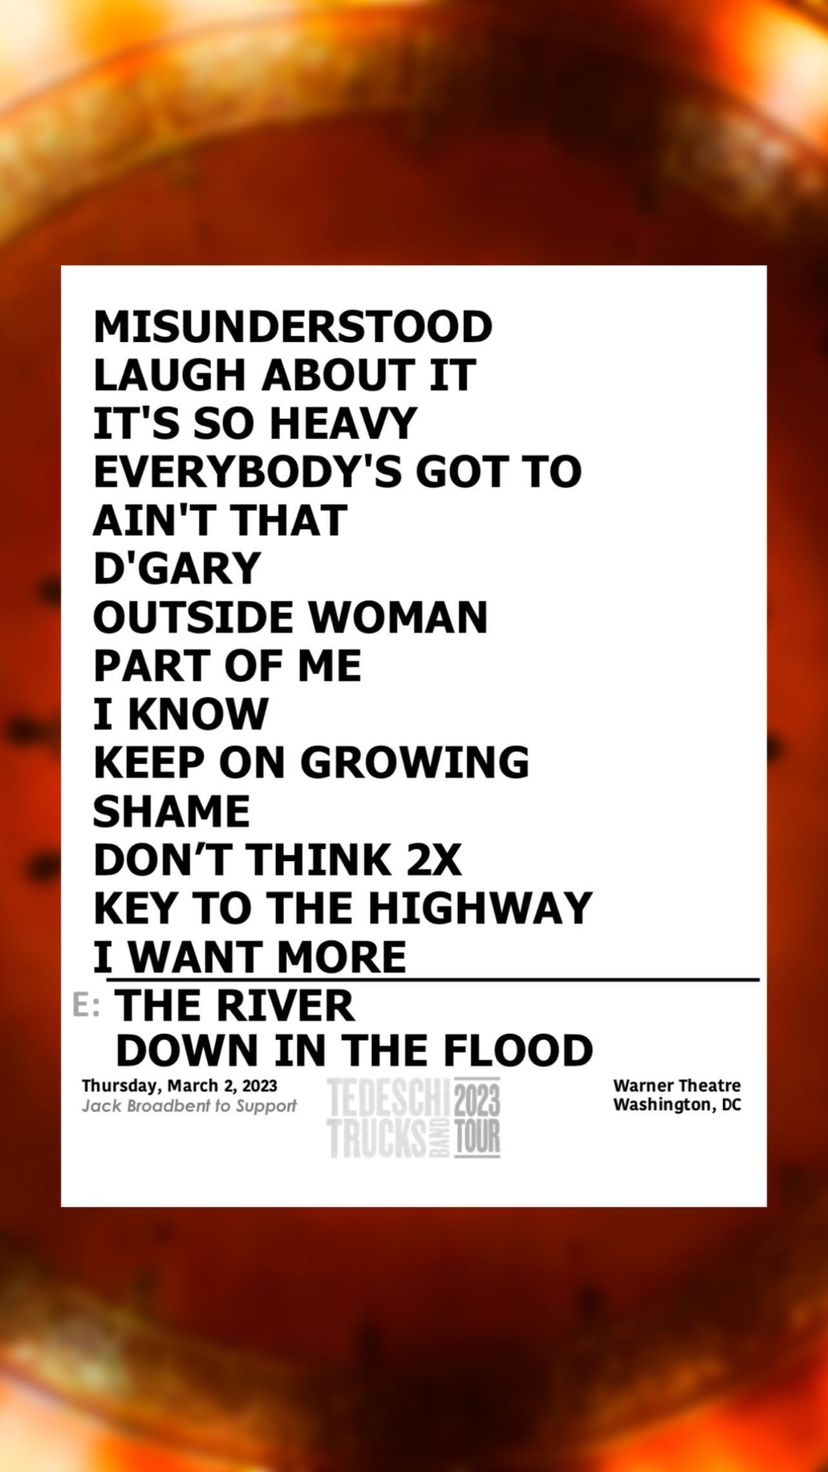 MISUNDERSTOOD
LAUGH ABOUT IT
IT'S SO HEAVY
EVERYBODY'S GOT TO
AIN'T THAT
D'GARY
OUTSIDE WOMAN
PART OF ME
I KNOW
KEEP ON GROWING
SHAME
DON’T THINK 2X
KEY TO THE HIGHWAY
I WANT MORE
E: THE RIVER
DOWN IN THE FLOOD
Thursday, March 2, 2023
Jack Broadbent to Support
TEDESCHI
TRUCKS BAND
2023
TOUR
Warner Theatre
Washington, DC